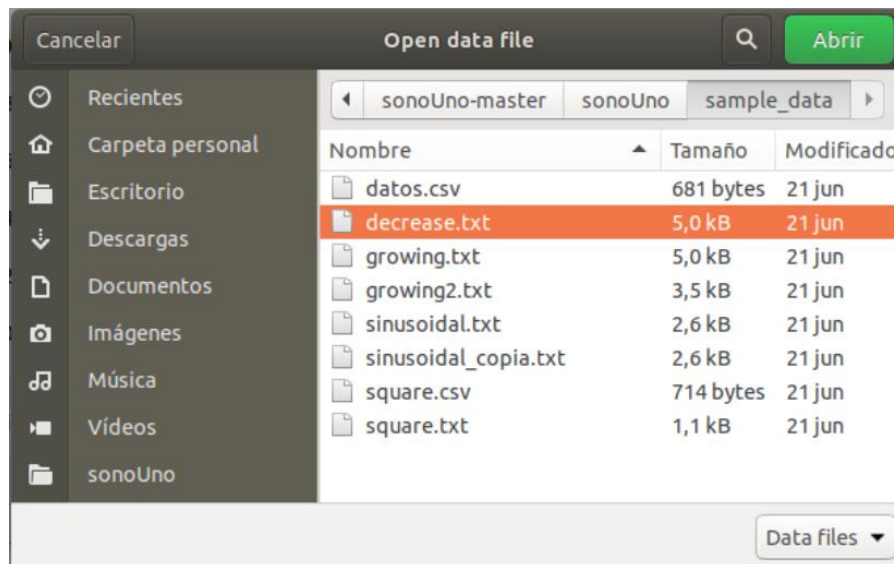 Cancelar Open data file Abrir
Recientes
Carpeta personal
Escritorio
Descargas
Documentos
Imágenes
Música
Vídeos
sonoUno
sonoUno-master sonoUno sample_data
Nombre Tamaño Modificado
datos.csv 681 bytes 21 jun
decrease.txt 5,0 kB 21 jun
growing.txt 5,0 kB 21 jun
growing2.txt 3,5 kB 21 jun
sinusoidal.txt 2,6 kB 21 jun
sinusoidal_copia.txt 2,6 kB 21 jun
square.csv 714 bytes 21 jun
square.txt 1,1 kB 21 jun
Data files